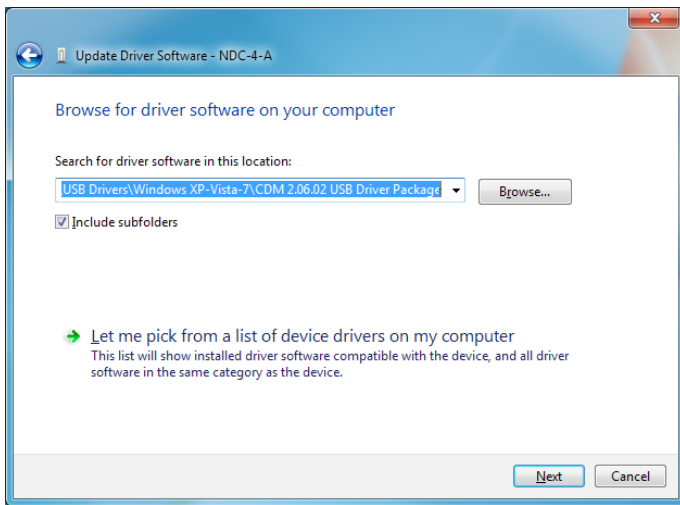 Update Driver Software - NDC-4-A
Browse for driver software on your computer
Search for driver software in this location:
USB Drivers\Windows XP-Vista-7\CDM 2.06.02 USB Driver Package
Browse...
Include subfolders
Let me pick from a list of device drivers on my computer
This list will show installed driver software compatible with the device, and all driver
software in the same category as the device.
Next
Cancel